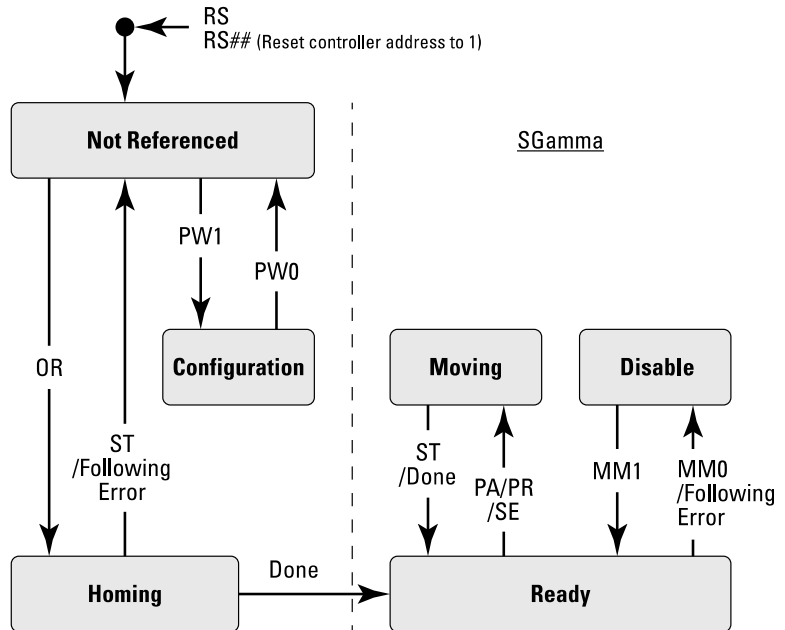 RS
RS## (Reset controller address to 1)
Not Referenced
SGamma
PW1
PW0
Configuration
Moving
Disable
OR
ST
/Following
Error
ST
/Done
PA/PR
/SE
MM1
MM0
/Following
Error
Homing
Done
Ready